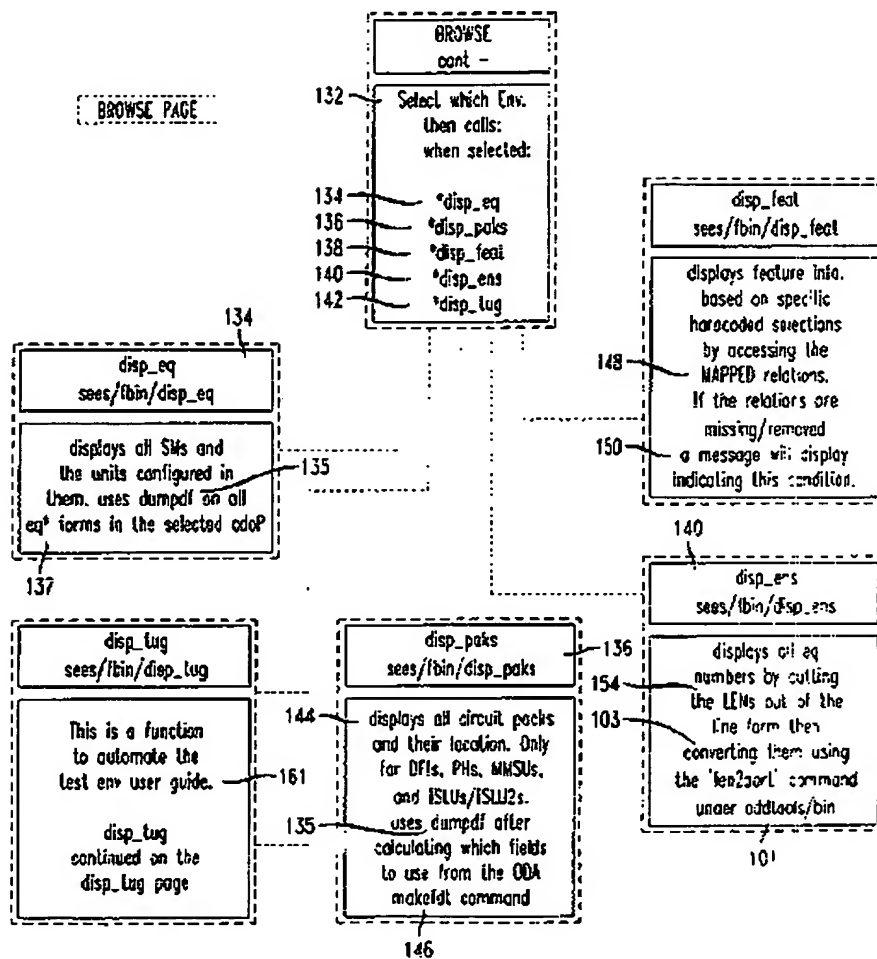 BROWSE
cont -
BROWSE PAGE
132
Select which Env.
then calls:
when selected:
134
*disp_eq
136
*disp_paks
138
*disp_feat
140
*disp_ens
142
*disp_tug
disp_feat
sees/fbin/disp_feat
displays feature info.
based on specific
hardcoded selections
by accessing the
148
MAPPED relations.
If the relations are
missing/removed
150
a message will display
indicating this condition.
134
disp_eq
sees/fbin/disp_eq
displays all SMs and
the units configured in
135
them. uses dumpdf on all
eq* forms in the selected
137
140
disp_ens
sees/fbin/disp_ens
displays all eq
numbers by cutting
154
the LENs out of the
line form then
103
converting them using
the 'len2port' command
under oddtools/bin
101
disp_tug
sees/fbin/disp_tug
This is a function
to automate the
test env user guide.
161
disp_tug
continued on the
disp_tug page
disp_paks
sees/fbin/disp_paks
136
144
displays all circuit packs
and their location. Only
for DFIs, PHs, MMSUs,
and ISLUs/ISLU2s.
135
uses dumpdf after
calculating which fields
to use from the ODA
makefdt command
146